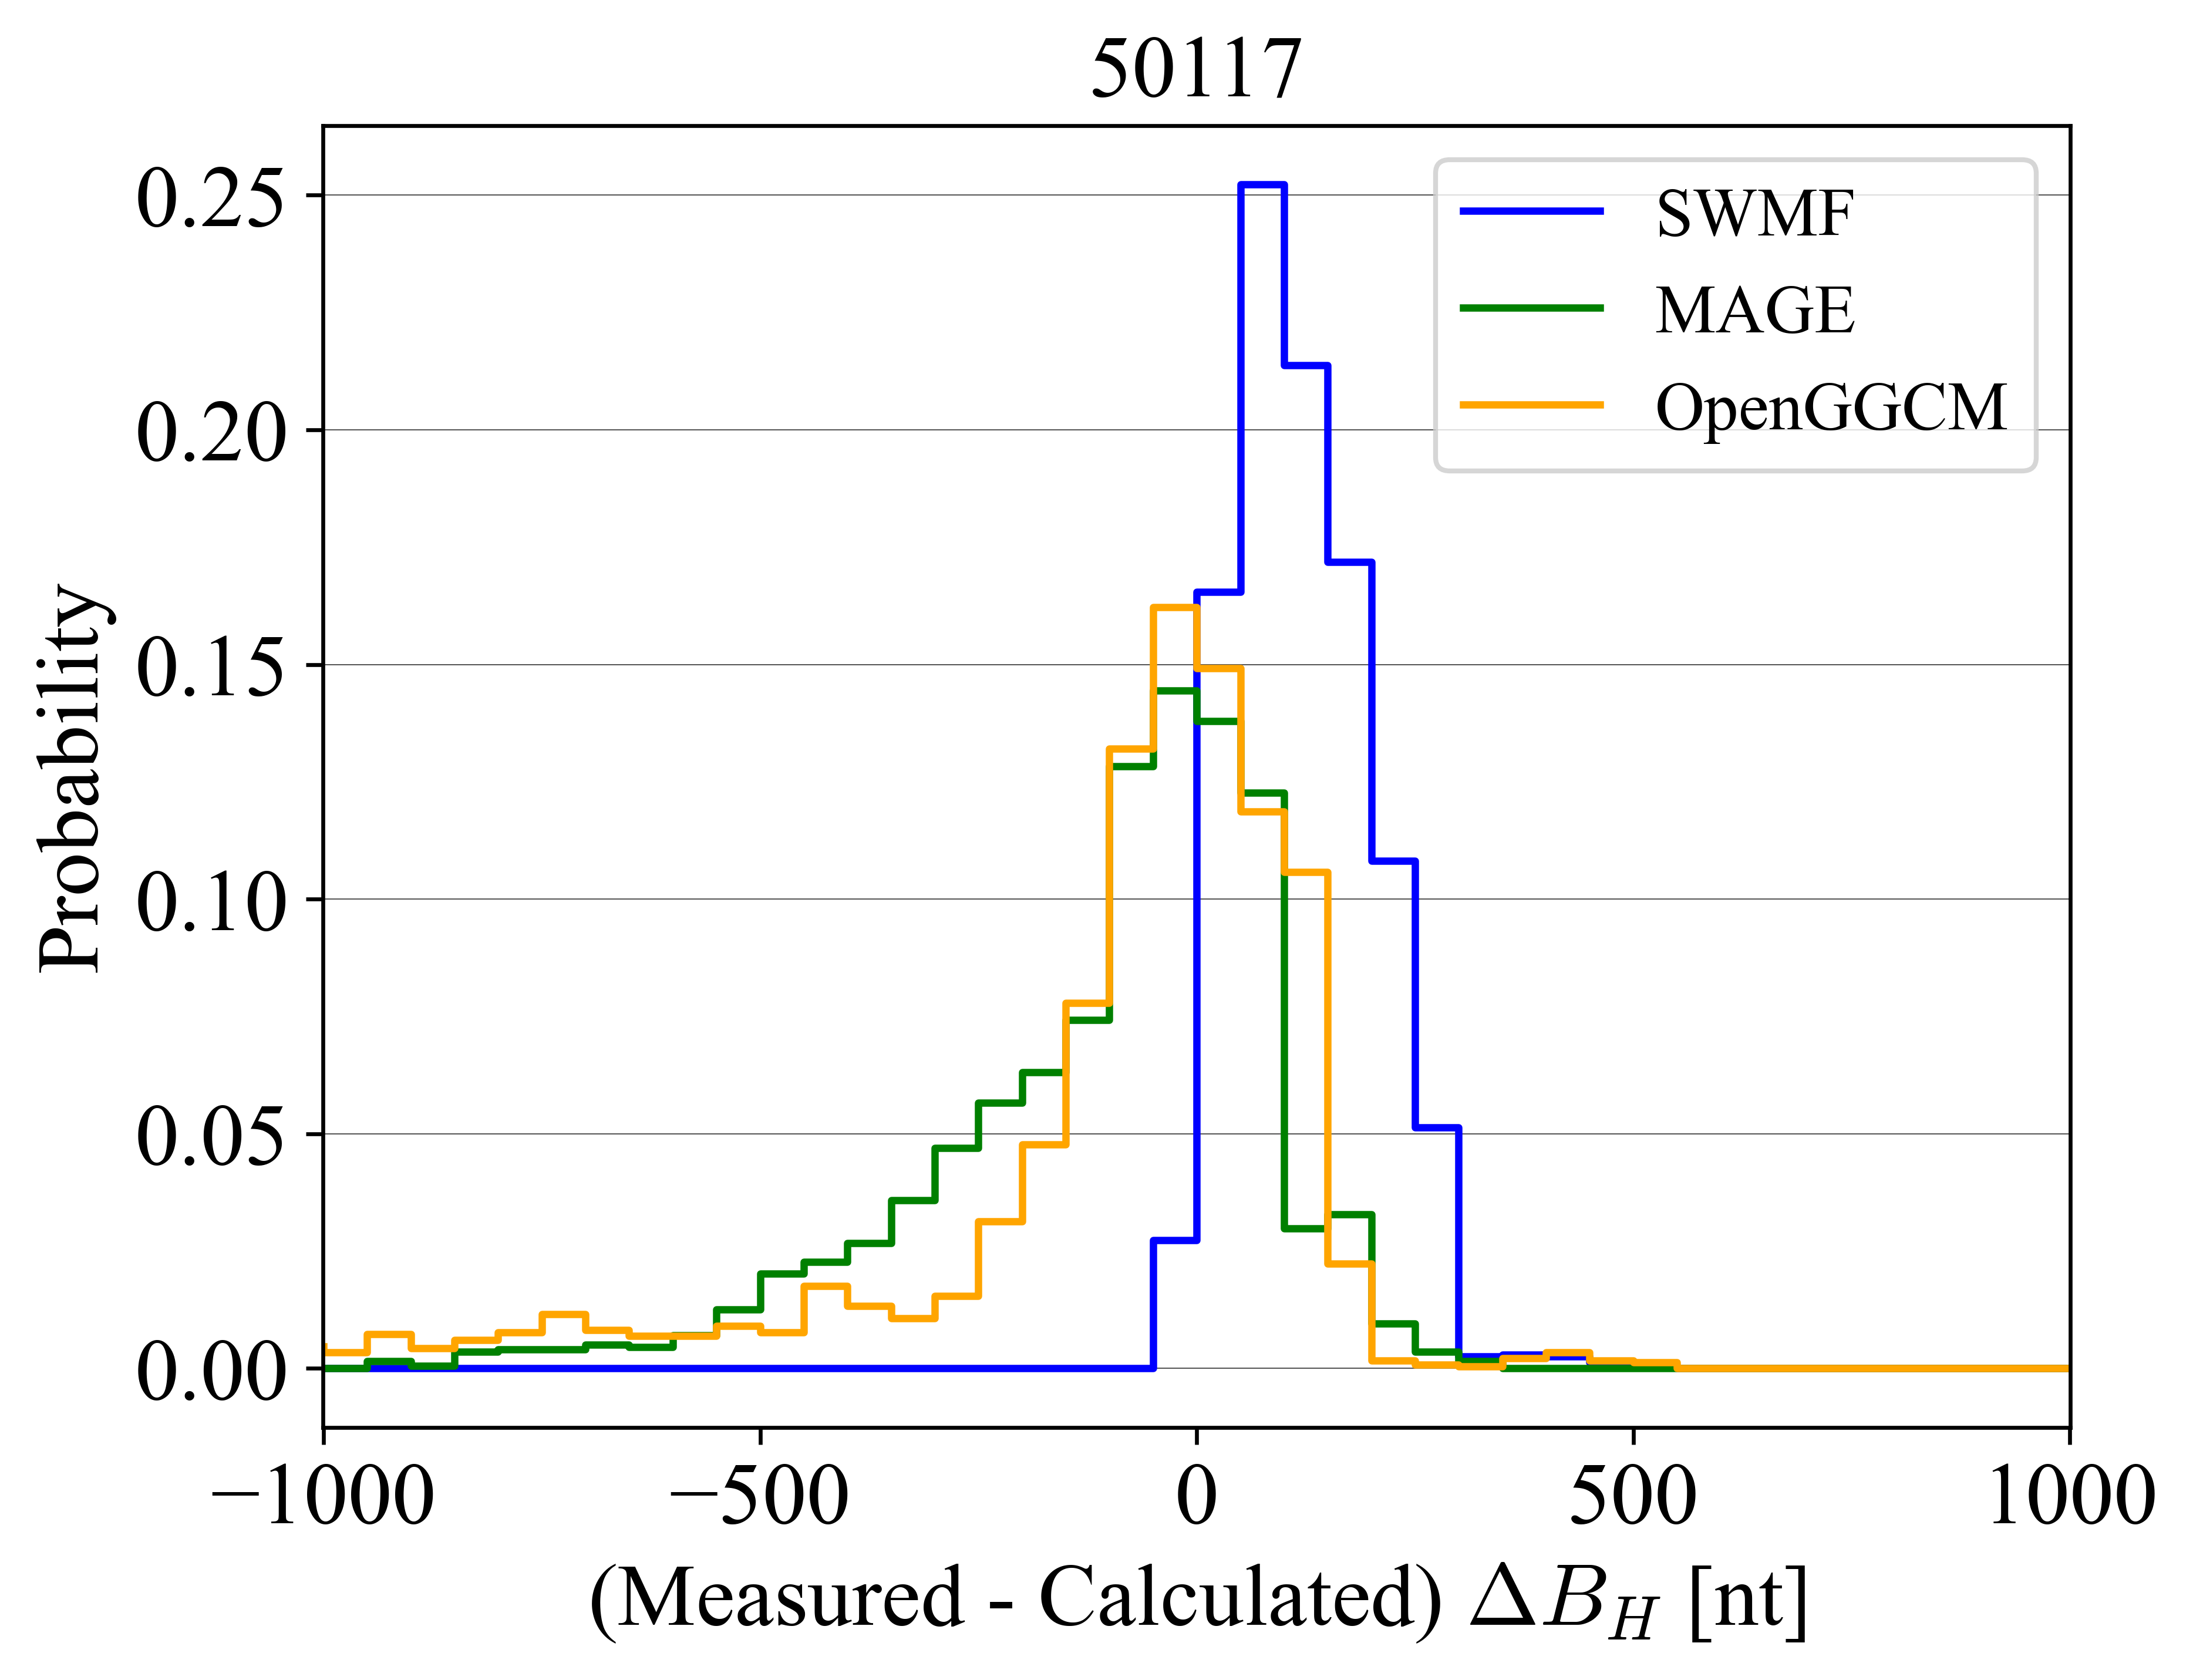 50117
0.25
0.20
0.15
0.10
0.05
0.00
Probability
SWMF
MAGE
OpenGGCM
−1000
−500
0
500
1000
(Measured - Calculated) Δ𝐵𝐻 [nt]